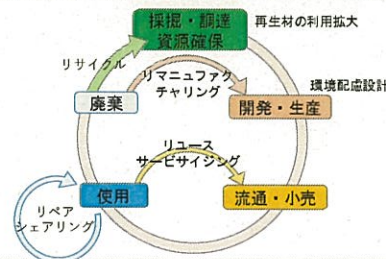 採掘・調達
資源確保
再生材の利用拡大
リサイクル
リマニュファク
チャリング
環境配慮設計
廃棄
開発・生産
リユース
サービサイジング
使用
流通・小売
リペア
シェアリング